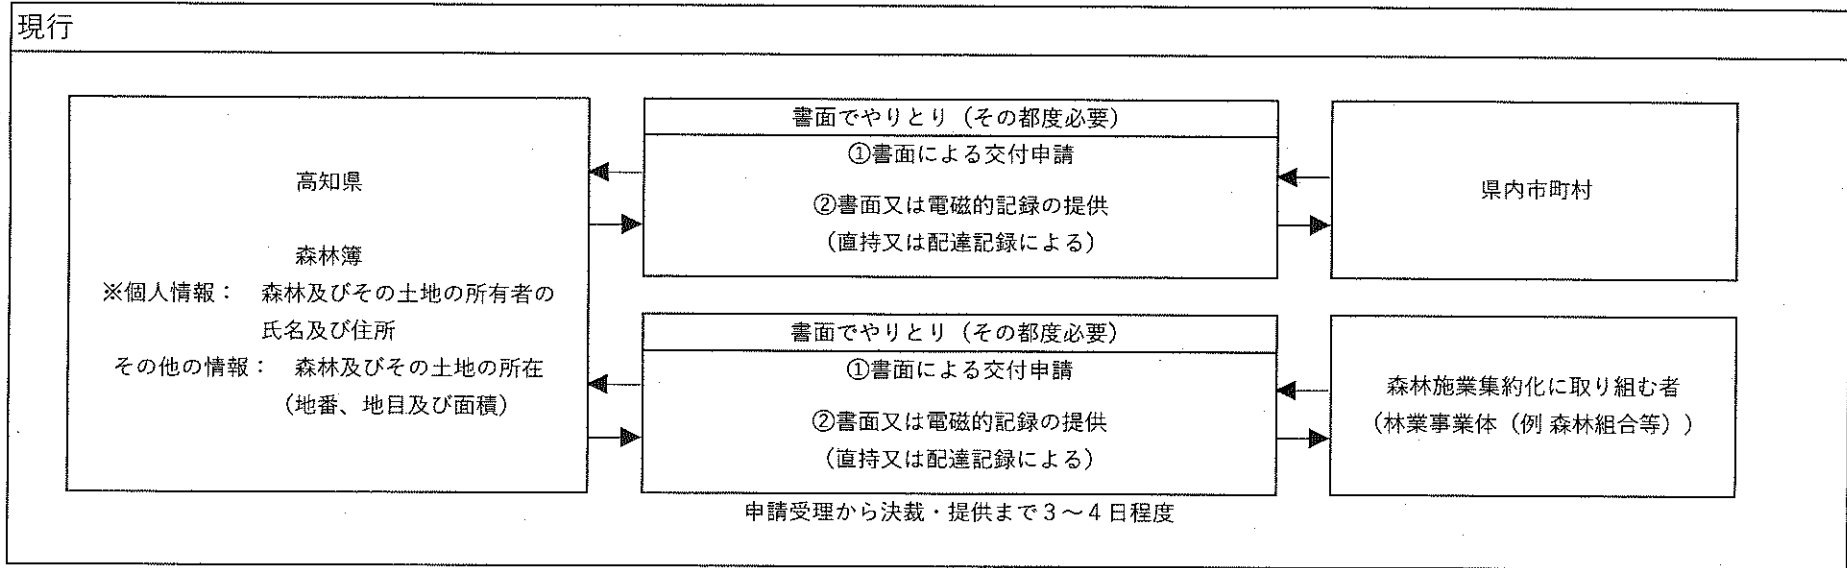 現行
高知県
森林簿
※個人情報： 森林及びその土地の所有者の
氏名及び住所
その他の情報： 森林及びその土地の所在
（地番、地目及び面積）
書面でやりとり（その都度必要）
①書面による交付申請
②書面又は電磁的記録の提供
（直持又は配達記録による）
県内市町村
書面でやりとり（その都度必要）
①書面による交付申請
②書面又は電磁的記録の提供
（直持又は配達記録による）
森林施業集約化に取り組む者
（林業事業体（例 森林組合等））
申請受理から決裁・提供まで３～４日程度